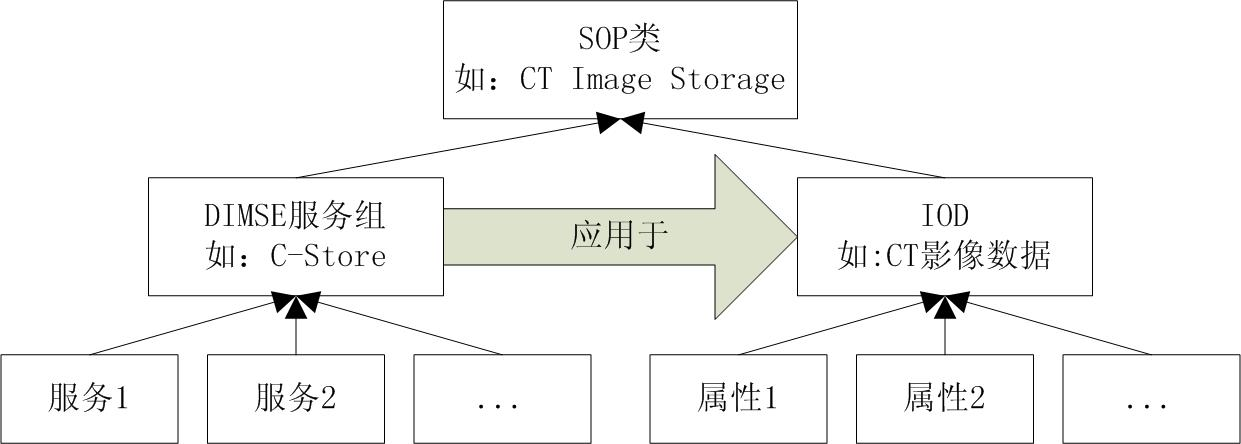 SOP类
如：CT Image Storage
DIMSE服务组
如：C-Store
应用于
IOD
如:CT影像数据
服务1
服务2
...
属性1
属性2
...